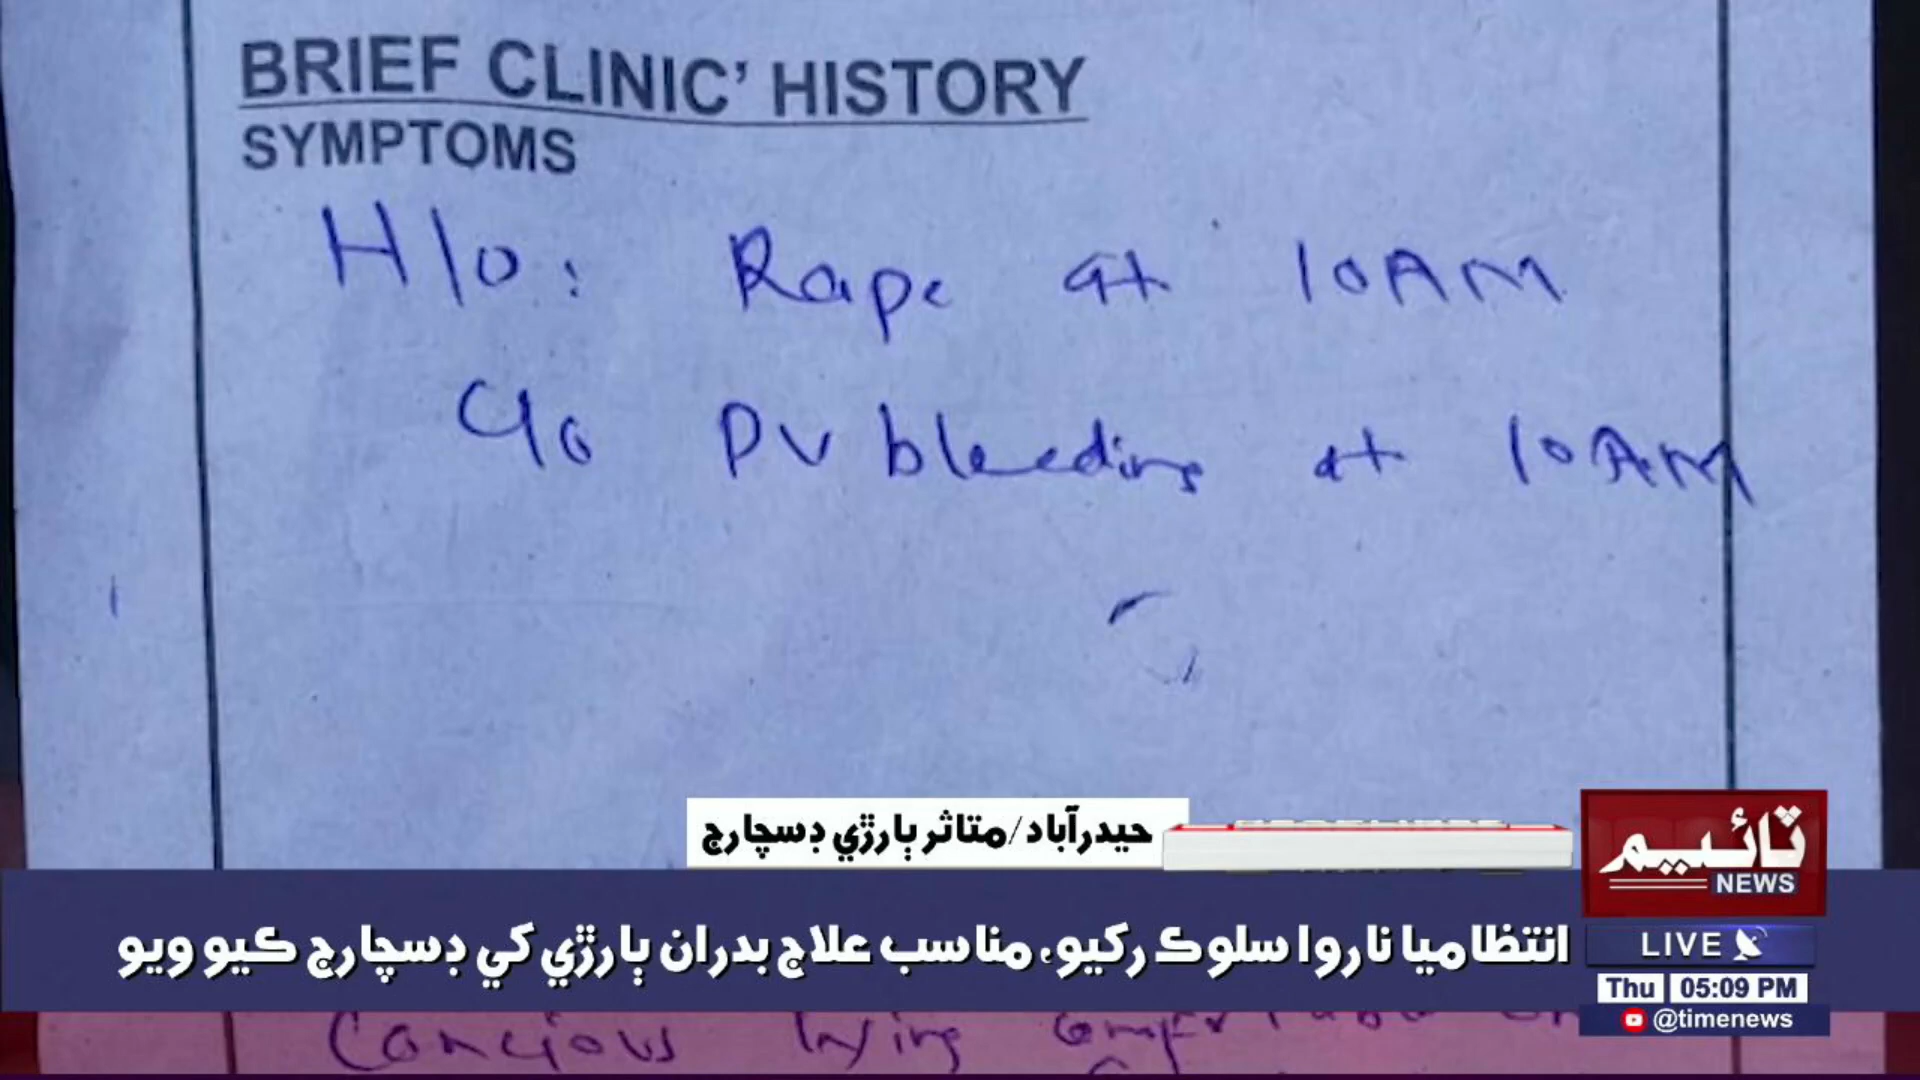 BRIEF CLINIC' HISTORY
SYMPTOMS
H/o: Rape at 10AM
C/o PV bleeding at 10AM
حيدرآباد/متاثر ٻارڙي ڊسچارج
ٽائيم
NEWS
انتظاميا ناروا سلوڪ رکيو، مناسب علاج بدران ٻارڙي کي ڊسچارج ڪيو ويو
LIVE
Thu 05:09 PM
@timenews
Concious lying